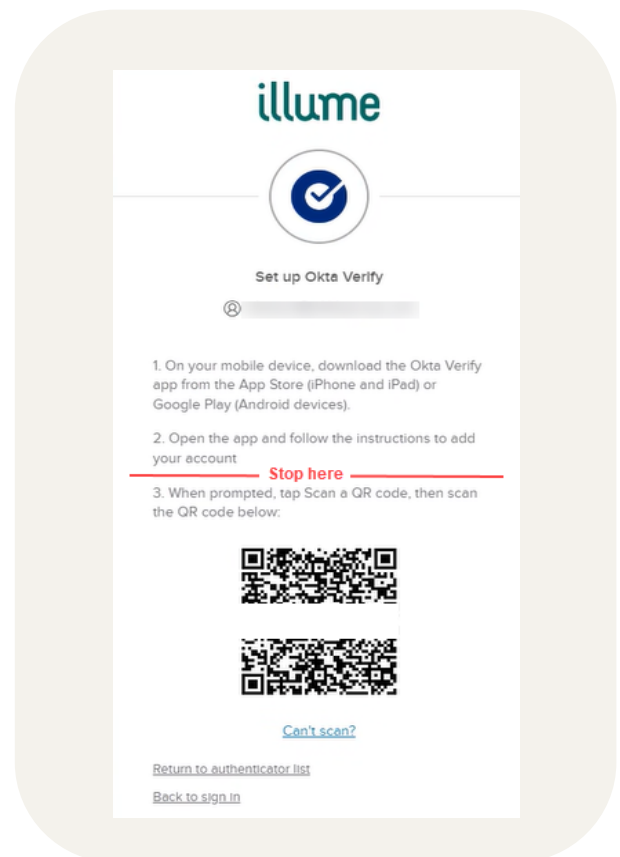 illume
Set up Okta Verify
1. On your mobile device, download the Okta Verify
app from the App Store (iPhone and iPad) or
Google Play (Android devices).
2. Open the app and follow the instructions to add
your account
Stop here
3. When prompted, tap Scan a QR code, then scan
the QR code below:
Can't scan?
Return to authenticator list
Back to sign in